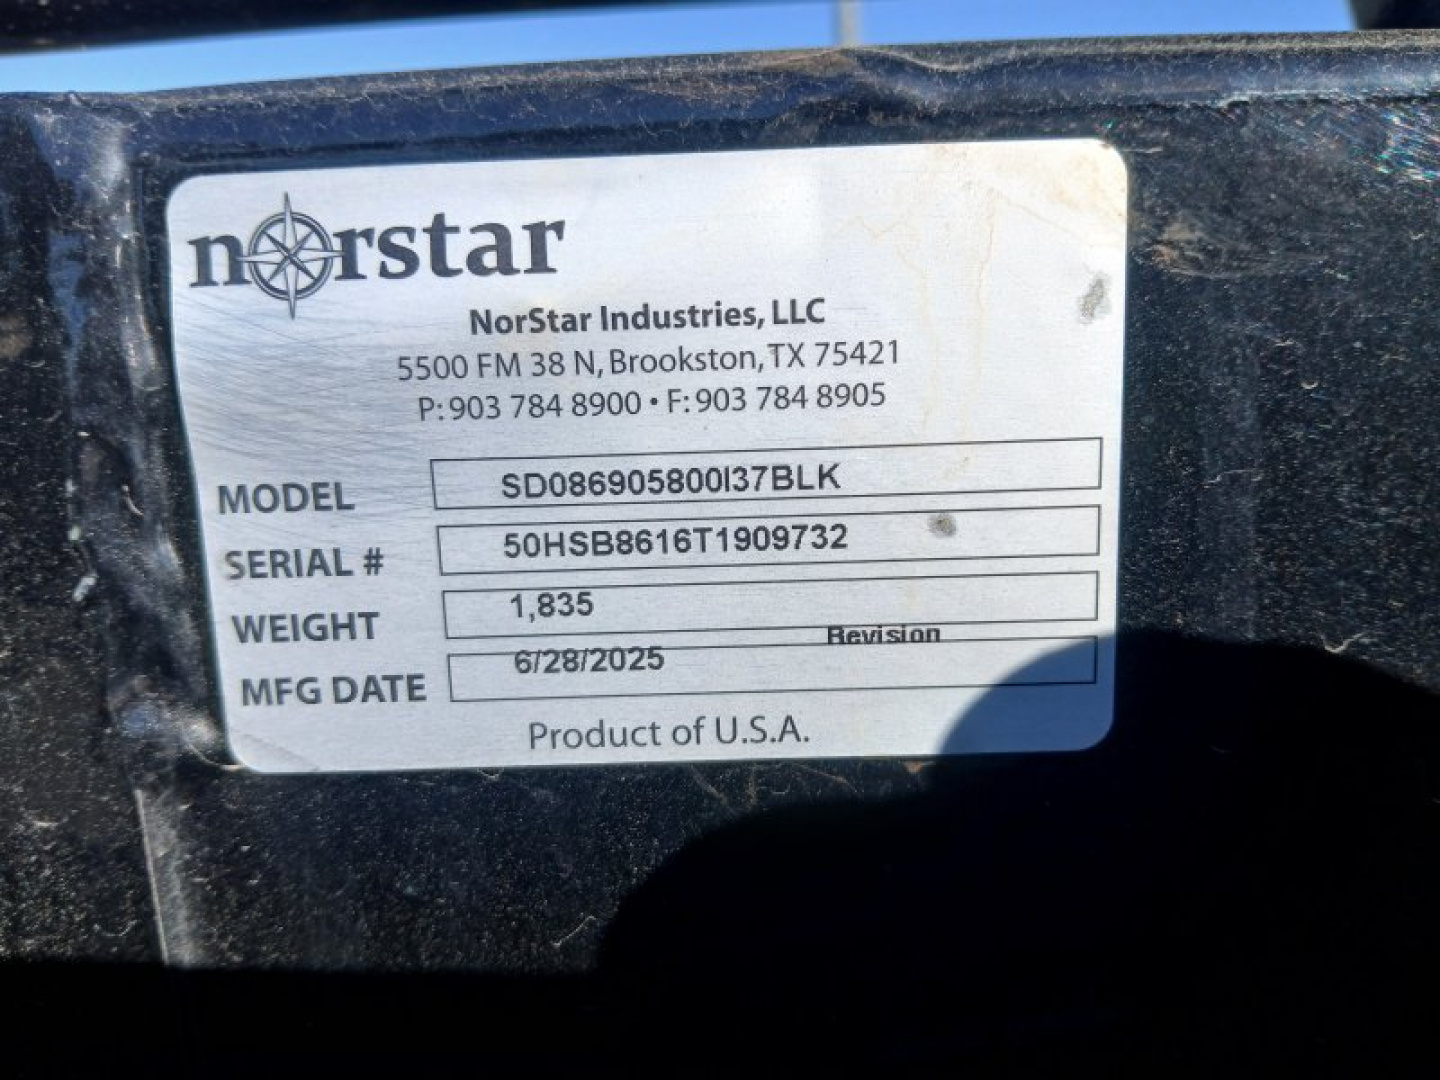 norstar
NorStar Industries, LLC
5500 FM 38 N, Brookston, TX 75421
P: 903 784 8900 • F: 903 784 8905
MODEL SD086905800I37BLK
SERIAL # 50HSB8616T1909732
WEIGHT 1,835
Revision
MFG DATE 6/28/2025
Product of U.S.A.